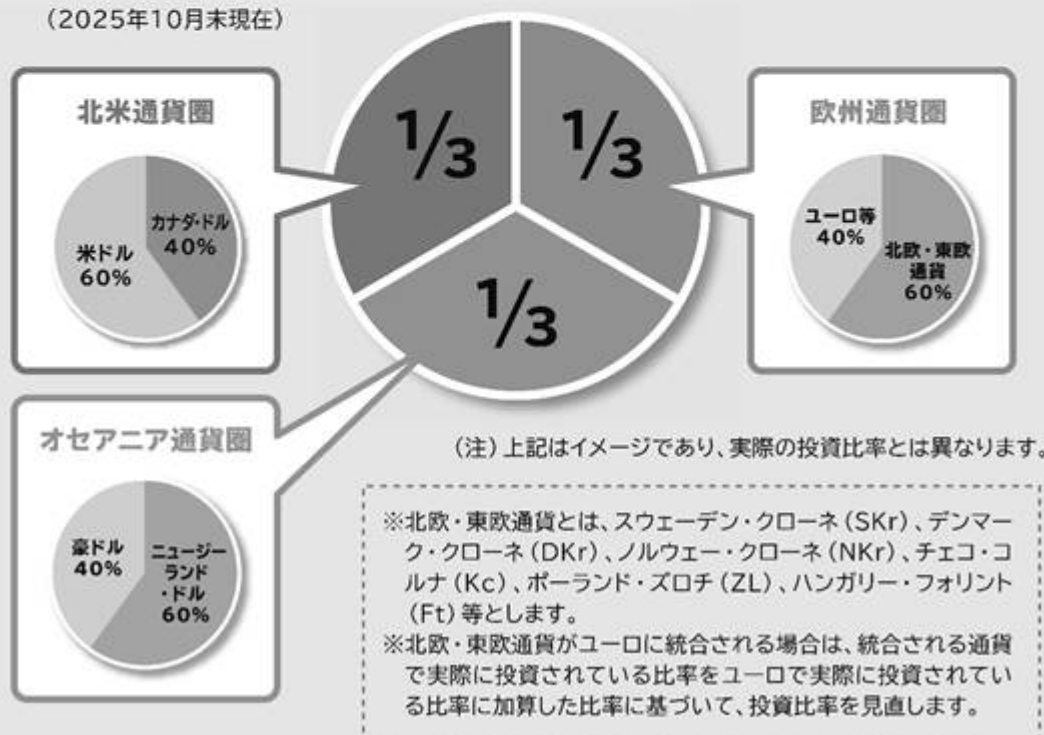 （2025年10月末現在）
北米通貨圏
カナダ・ドル
40%
米ドル
60%
1/3
1/3
1/3
欧州通貨圏
ユーロ等
40%
北欧・東欧
通貨
60%
オセアニア通貨圏
豪ドル
40%
ニュージー
ランド
・ドル
60%
（注）上記はイメージであり、実際の投資比率とは異なります。
※北欧・東欧通貨とは、スウェーデン・クローネ（SKr）、デンマー
ク・クローネ（DKr）、ノルウェー・クローネ（NKr）、チェコ・コ
ルナ（Kc）、ポーランド・ズロチ（ZL）、ハンガリー・フォリント
（Ft）等とします。
※北欧・東欧通貨がユーロに統合される場合は、統合される通貨
で実際に投資されている比率をユーロで実際に投資されてい
る比率に加算した比率に基づいて、投資比率を見直します。